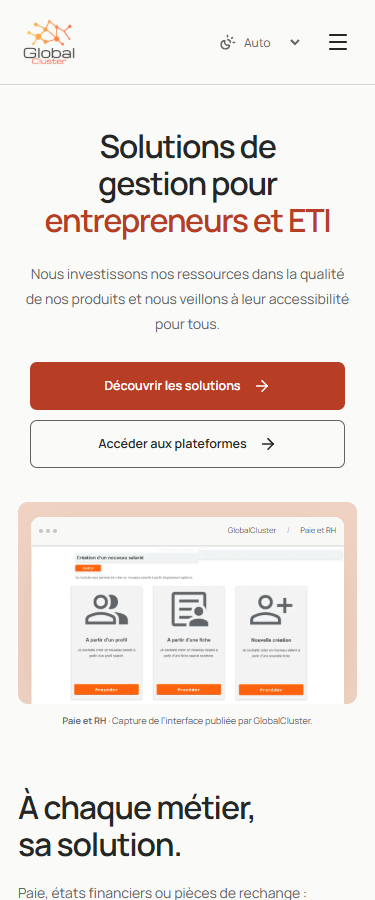 Global
Cluster
Auto
Solutions de
gestion pour
entrepreneurs et ETI
Nous investissons nos ressources dans la qualité
de nos produits et nous veillons à leur accessibilité
pour tous.
Découvrir les solutions
Accéder aux plateformes
GlobalCluster / Paie et RH
Création d'un nouveau salarié
A partir d'un profil
A partir d'une fiche
Nouvelle création
Procéder
Procéder
Procéder
Paie et RH · Capture de l'interface publiée par GlobalCluster.
À chaque métier,
sa solution.
Paie, états financiers ou pièces de rechange :